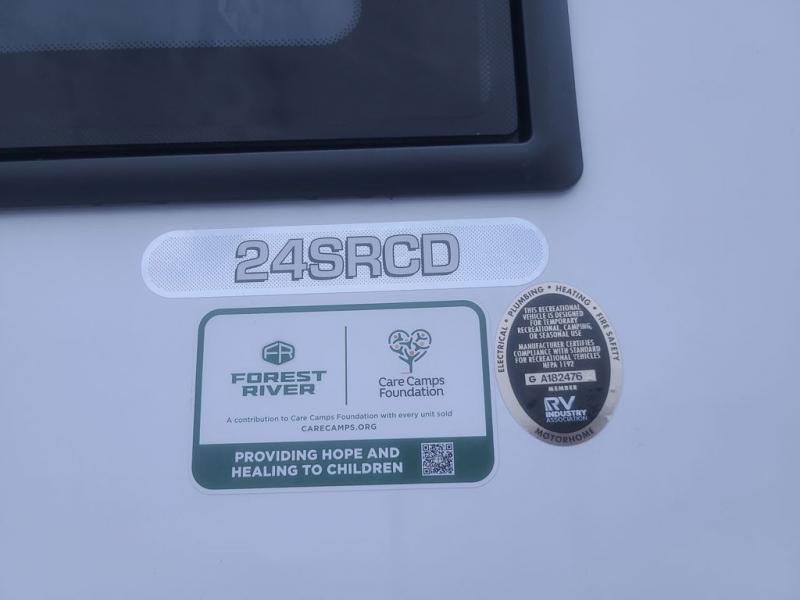 24SRCD
FR
FOREST
RIVER
Care Camps
Foundation
A contribution to Care Camps Foundation with every unit sold
CARECAMPS.ORG
PROVIDING HOPE AND
HEALING TO CHILDREN
ELECTRICAL • PLUMBING • HEATING • FIRE SAFETY
THIS RECREATIONAL
VEHICLE IS DESIGNED
FOR TEMPORARY
RECREATIONAL, CAMPING,
OR SEASONAL USE
MANUFACTURER CERTIFIES
COMPLIANCE WITH STANDARD
FOR RECREATIONAL VEHICLES
NFPA 1192
G A182476
MEMBER
RV
INDUSTRY
ASSOCIATION
MOTORHOME